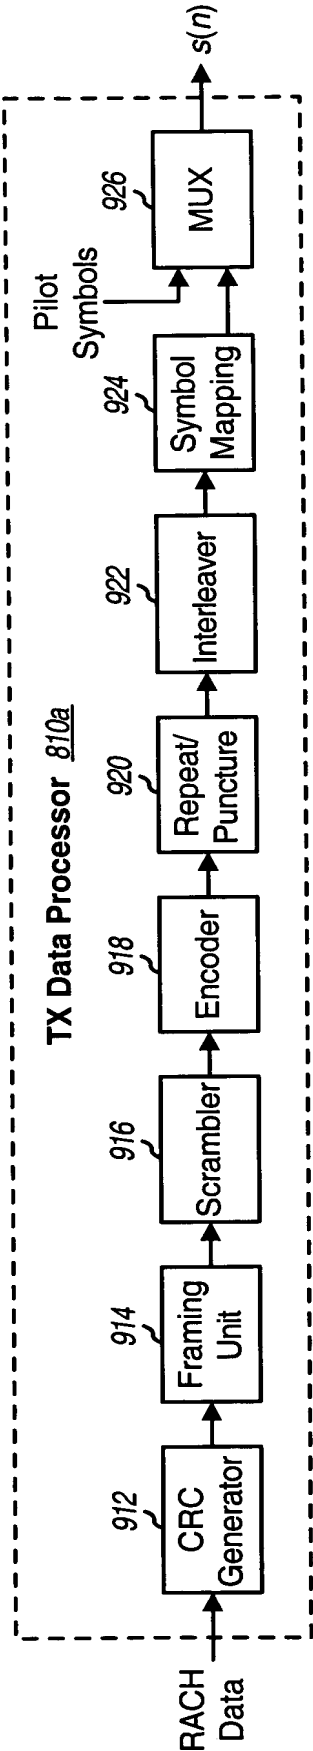 TX Data Processor 810a
RACH
Data
912
CRC
Generator
914
Framing
Unit
916
Scrambler
918
Encoder
920
Repeat/
Puncture
922
Interleaver
924
Symbol
Mapping
Pilot
Symbols
926
MUX
s(n)